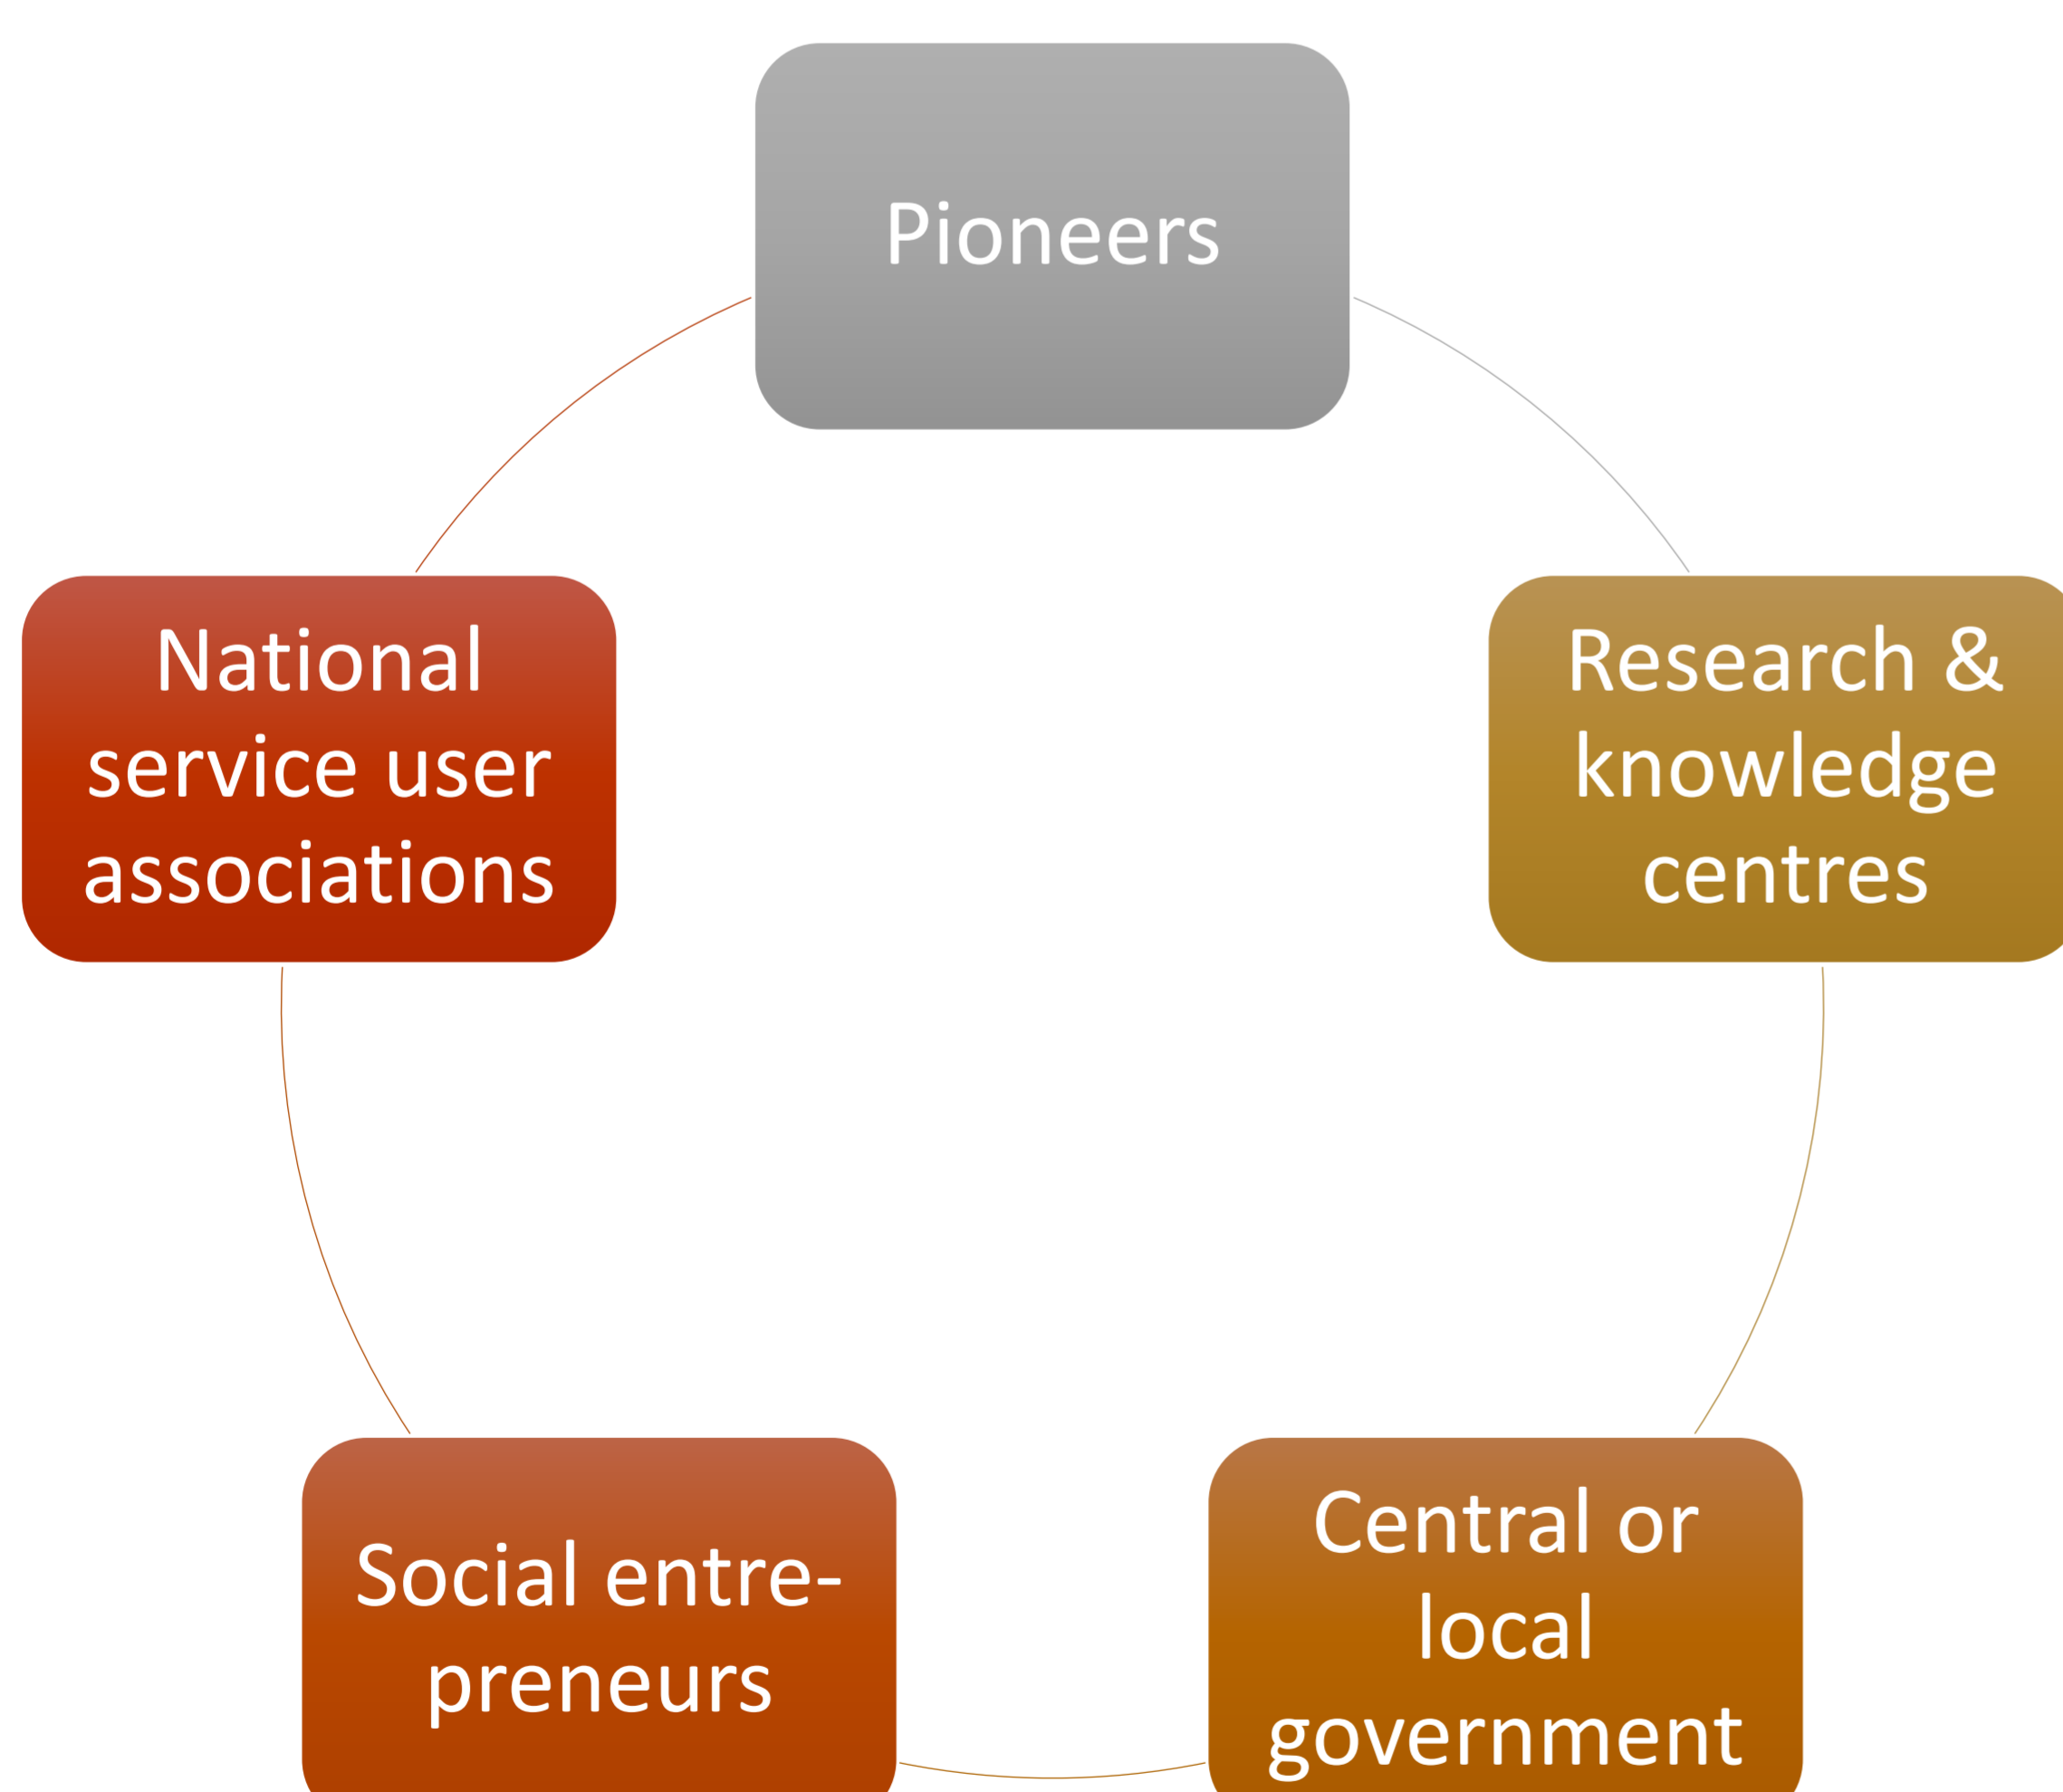 Pioneers
National
service user
associations
Research &
knowledge
centres
Social entre-
preneurs
Central or
local
government